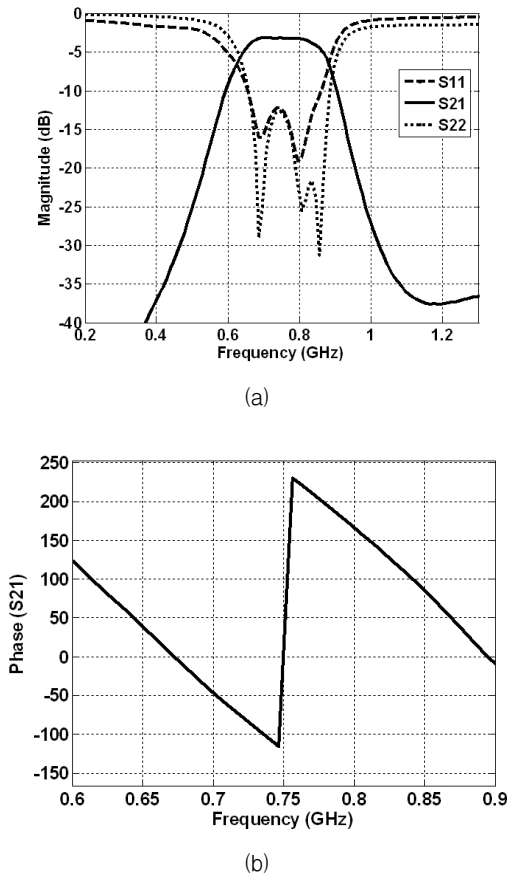 0
-5
-10
-15
-20
-25
-30
-35
-40
Magnitude (dB)
S11
S21
S22
0.2 0.4 0.6 0.8 1 1.2
Frequency (GHz)
(a)
250
200
150
100
50
0
-50
-100
-150
Phase (S21)
0.6 0.65 0.7 0.75 0.8 0.85 0.9
Frequency (GHz)
(b)